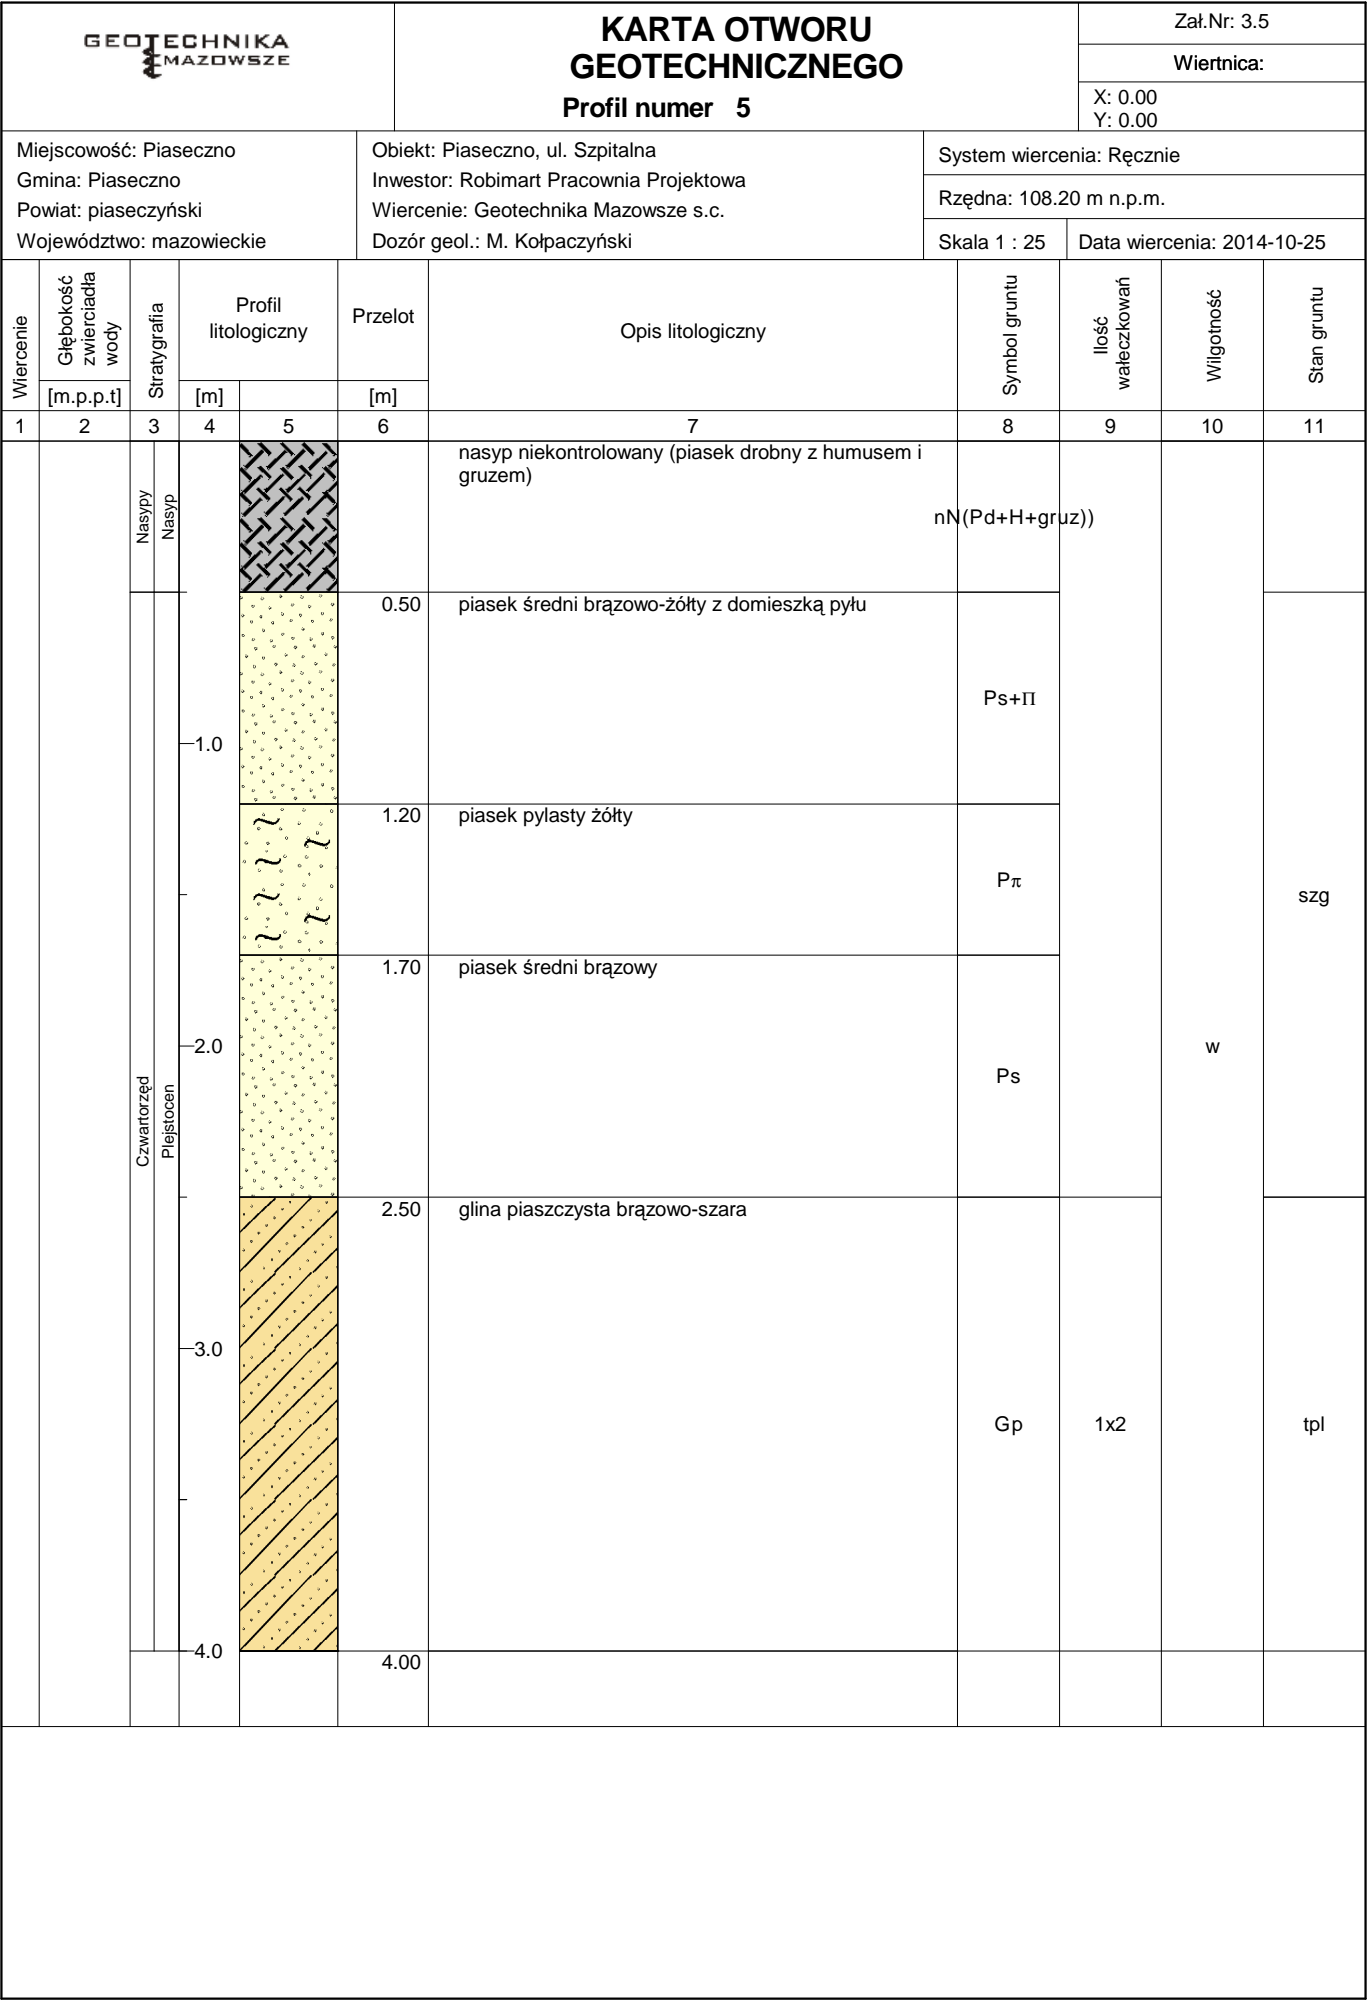 GEOTECHNIKA
MAZOWSZE
KARTA OTWORU
GEOTECHNICZNEGO
Profil numer 5
Zał.Nr: 3.5
Wiertnica:
X: 0.00
Y: 0.00
Miejscowość: Piaseczno
Gmina: Piaseczno
Powiat: piaseczyński
Województwo: mazowieckie
Obiekt: Piaseczno, ul. Szpitalna
Inwestor: Robimart Pracownia Projektowa
Wiercenie: Geotechnika Mazowsze s.c.
Dozór geol.: M. Kołpaczyński
System wiercenia: Ręcznie
Rzędna: 108.20 m n.p.m.
Skala 1 : 25
Data wiercenia: 2014-10-25
Wiercenie
Głębokość
zwierciadła
wody
[m.p.p.t]
Stratygrafia
Profil
litologiczny
[m]
Przelot
[m]
Opis litologiczny
Symbol gruntu
Ilość
wałeczkowań
Wilgotność
Stan gruntu
1 2 3 4 5 6 7 8 9 10 11
Nasypy
Nasyp
nasyp niekontrolowany (piasek drobny z humusem i
gruzem)
nN(Pd+H+gruz))
0.50 piasek średni brązowo-żółty z domieszką pyłu
Ps+Π
1.0
1.20 piasek pylasty żółty
Pπ
szg
1.70 piasek średni brązowy
2.0
w
Ps
Czwartorzęd
Plejstocen
2.50 glina piaszczysta brązowo-szara
3.0
Gp 1x2 tpl
4.0
4.00